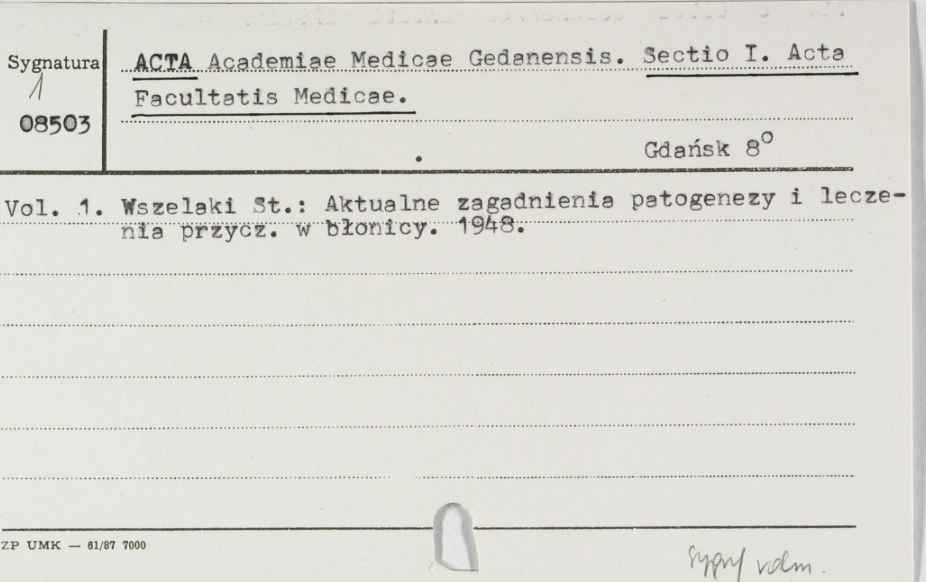 Sygnatura
08503
ACTA Academiae Medicae Gedanensis. Sectio I. Acta
Facultatis Medicae.
Gdańsk 8°
Vol. 1. Wszelaki St.: Aktualne zagadnienia patogenezy i lecze-
nia przycz. w błonicy. 1948.
ZP UMK — 61/87 7000